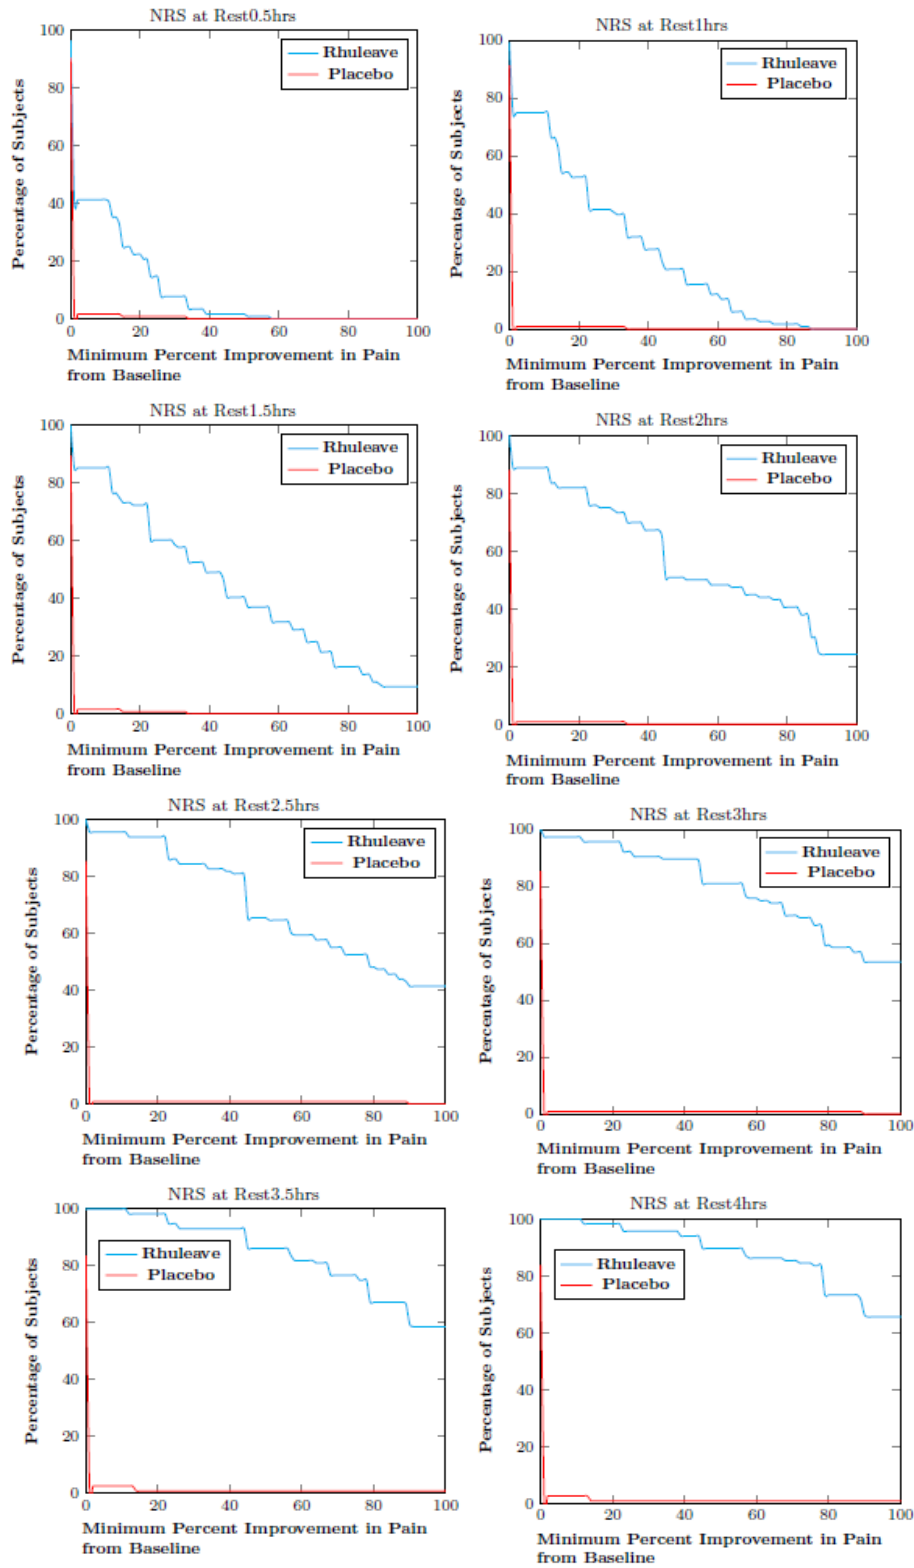 NRS at Rest0.5hrs
100
80
60
40
20
0
0 20 40 60 80 100
Percentage of Subjects
Rhuleave
Placebo
Minimum Percent Improvement in Pain
from Baseline
NRS at Rest1hrs
100
80
60
40
20
0
0 20 40 60 80 100
Percentage of Subjects
Rhuleave
Placebo
Minimum Percent Improvement in Pain
from Baseline
NRS at Rest1.5hrs
100
80
60
40
20
0
0 20 40 60 80 100
Percentage of Subjects
Rhuleave
Placebo
Minimum Percent Improvement in Pain
from Baseline
NRS at Rest2hrs
100
80
60
40
20
0
0 20 40 60 80 100
Percentage of Subjects
Rhuleave
Placebo
Minimum Percent Improvement in Pain
from Baseline
NRS at Rest2.5hrs
100
80
60
40
20
0
0 20 40 60 80 100
Percentage of Subjects
Rhuleave
Placebo
Minimum Percent Improvement in Pain
from Baseline
NRS at Rest3hrs
100
80
60
40
20
0
0 20 40 60 80 100
Percentage of Subjects
Rhuleave
Placebo
Minimum Percent Improvement in Pain
from Baseline
NRS at Rest3.5hrs
100
80
60
40
20
0
0 20 40 60 80 100
Percentage of Subjects
Rhuleave
Placebo
Minimum Percent Improvement in Pain
from Baseline
NRS at Rest4hrs
100
80
60
40
20
0
0 20 40 60 80 100
Percentage of Subjects
Rhuleave
Placebo
Minimum Percent Improvement in Pain
from Baseline